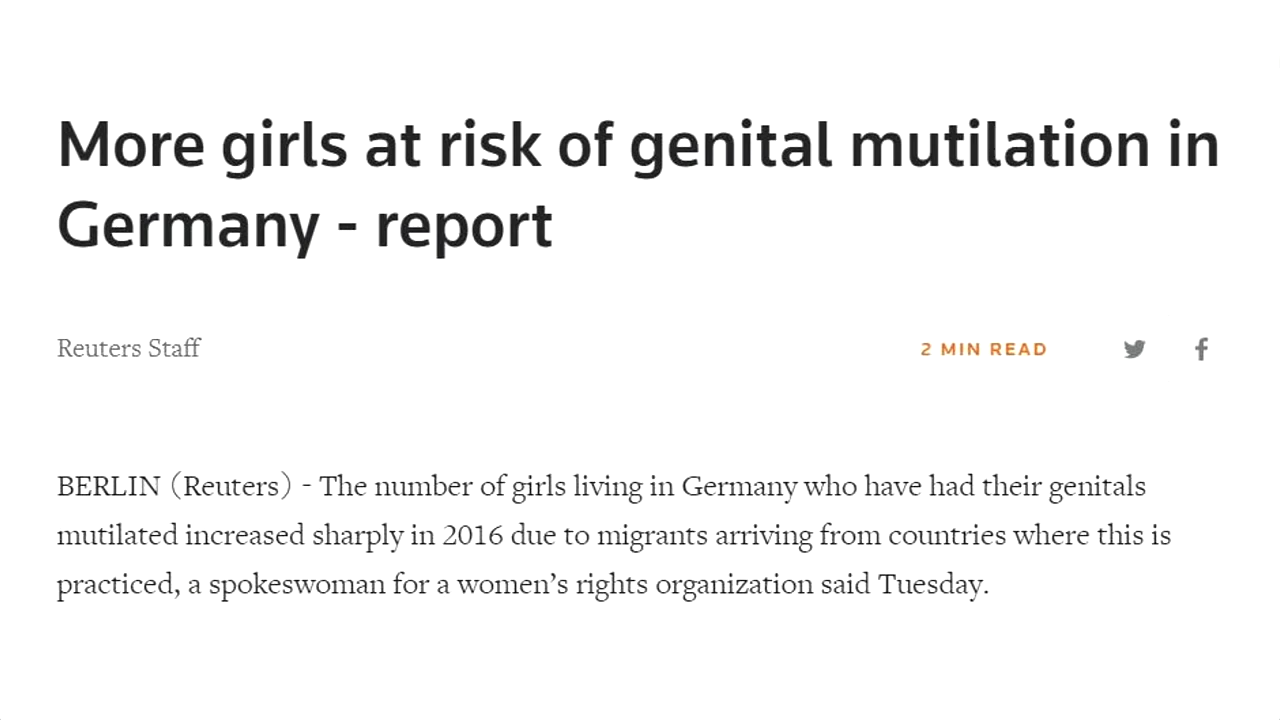 More girls at risk of genital mutilation in
Germany - report
Reuters Staff
2 MIN READ
BERLIN (Reuters) - The number of girls living in Germany who have had their genitals
mutilated increased sharply in 2016 due to migrants arriving from countries where this is
practiced, a spokeswoman for a women’s rights organization said Tuesday.